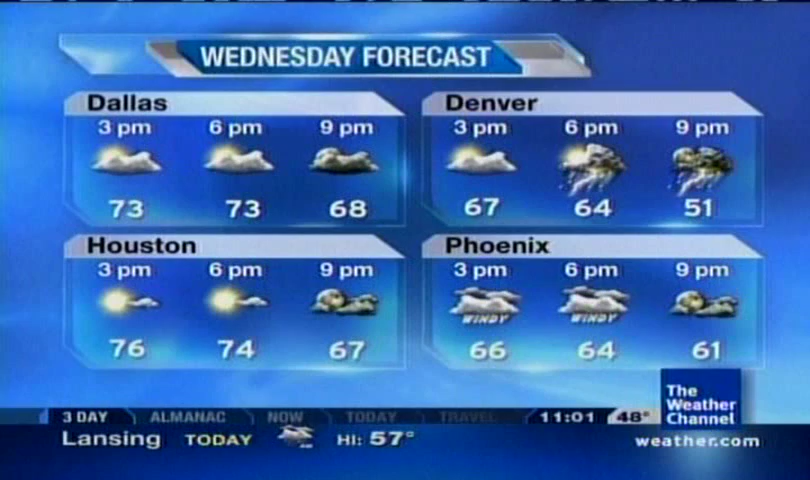 WEDNESDAY FORECAST
Dallas
3 pm 6 pm 9 pm
73 73 68
Denver
3 pm 6 pm 9 pm
67 64 51
Houston
3 pm 6 pm 9 pm
76 74 67
Phoenix
3 pm 6 pm 9 pm
WINDY WINDY
66 64 61
The
Weather
Channel
3 DAY ALMANAC NOW TODAY TRAVEL 11:01 48°
Lansing TODAY HI: 57° weather.com